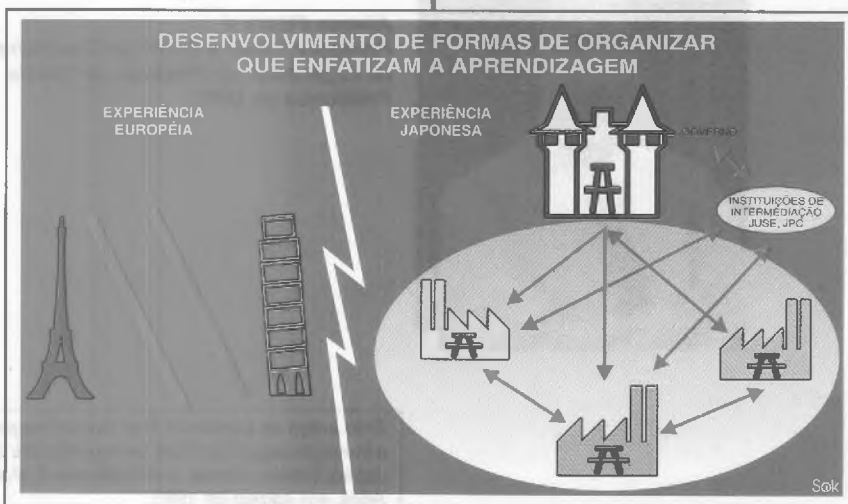 DESENVOLVIMENTO DE FORMAS DE ORGANIZAR
QUE ENFATIZAM A APRENDIZAGEM
EXPERIÊNCIA
EUROPÉIA
EXPERIÊNCIA
JAPONESA
GOVERNO
INSTITUIÇÕES DE
INTERMEDIAÇÃO
JUSE, JPC
S@k